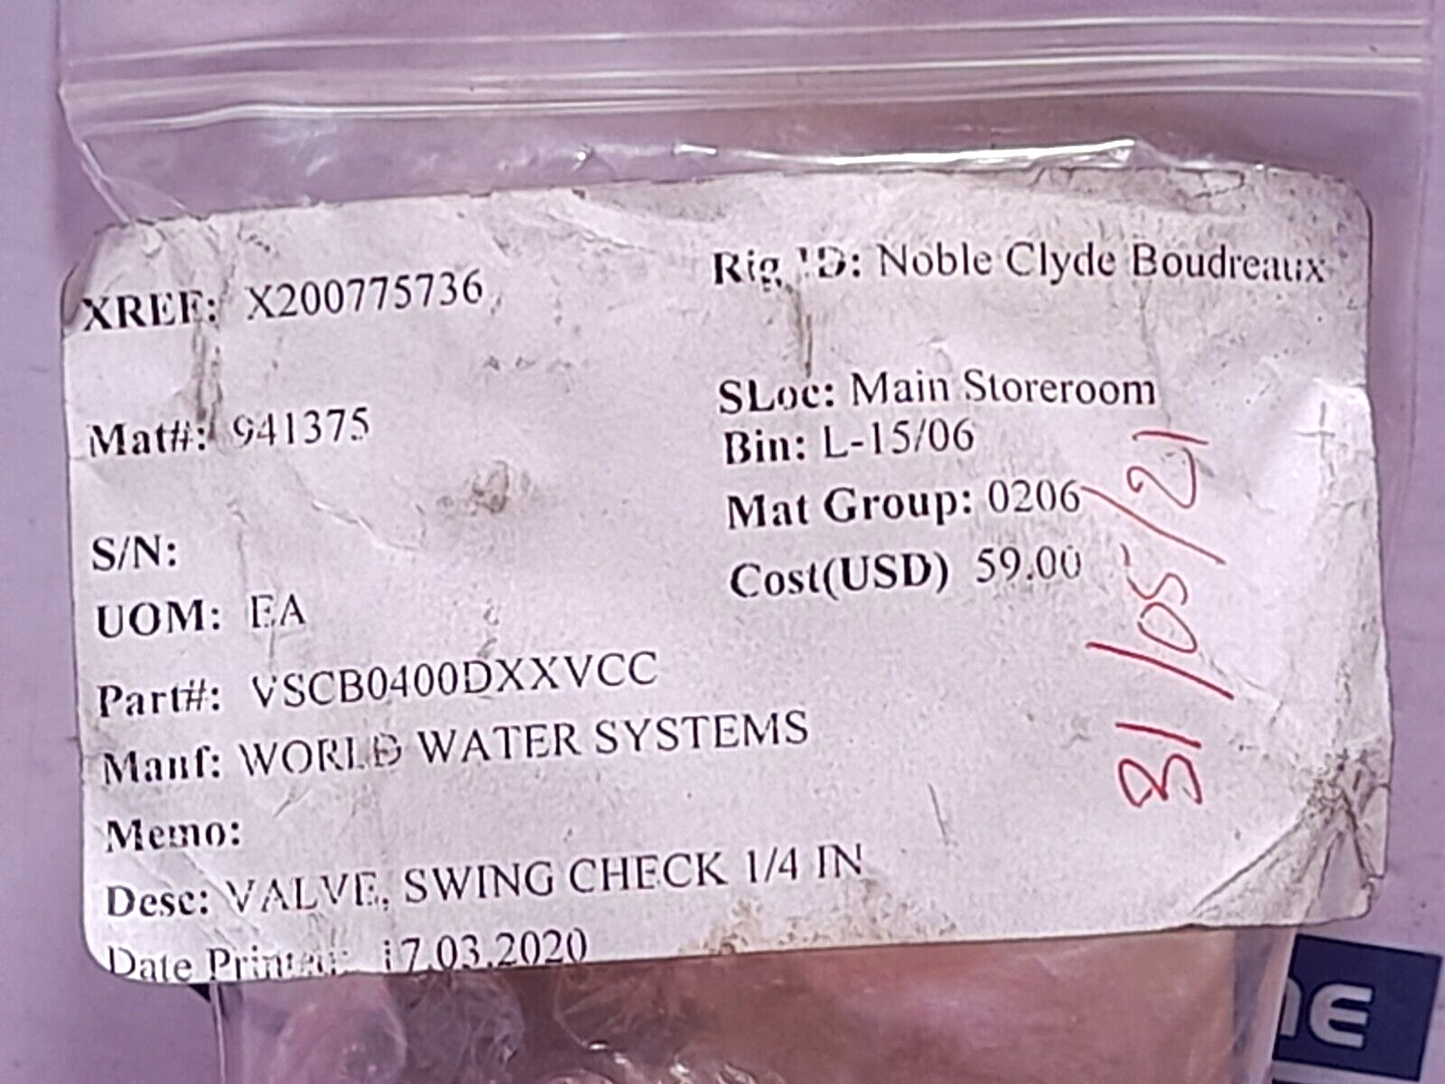 XREF: X200775736
Rig ID: Noble Clyde Boudreaux
Mat#: 941375
SLoc: Main Storeroom
Bin: L-15/06
Mat Group: 0206
Cost(USD) 59.00
S/N:
UOM: EA
Part#: VSCB0400DXXVCC
Manf: WORLD WATER SYSTEMS
Memo:
Desc: VALVE, SWING CHECK 1/4 IN
Date Printed: 17.03.2020
31/05/21